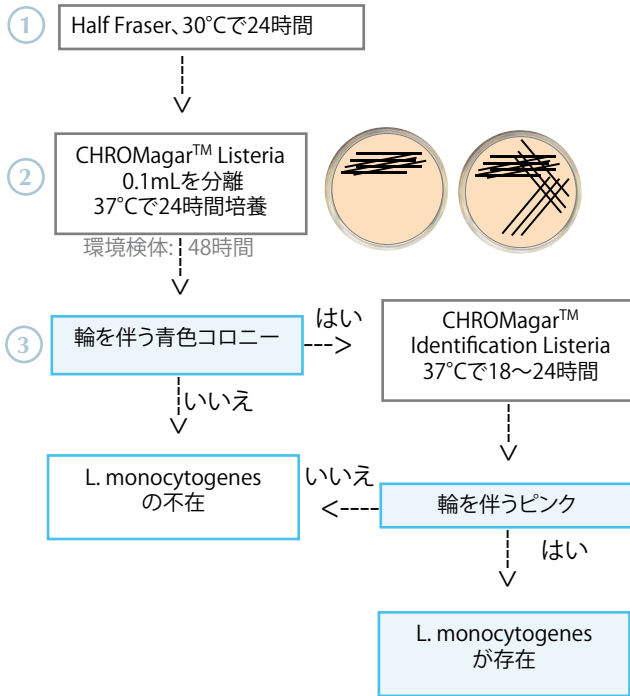 1
Half Fraser、30°Cで24時間
2
CHROMagar™ Listeria
0.1mLを分離
37°Cで24時間培養
環境検体: 48時間
3
輪を伴う青色コロニー
はい
--->
CHROMagar™
Identification Listeria
37°Cで18～24時間
いいえ
L. monocytogenes
の不在
いいえ
<----
輪を伴うピンク
はい
L. monocytogenes
が存在